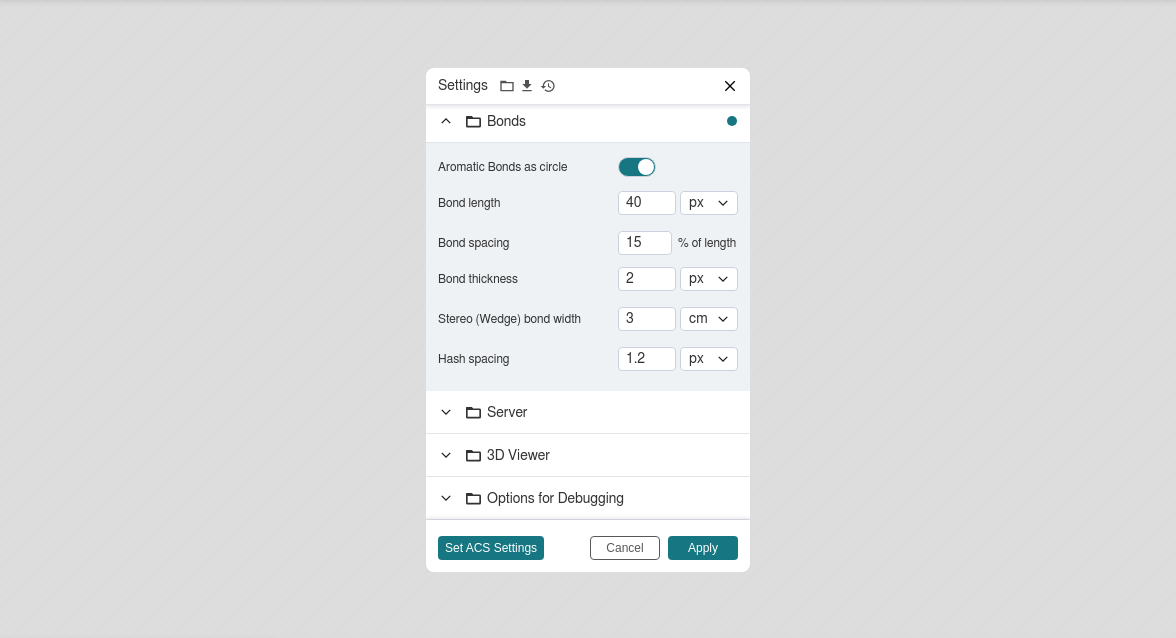 Settings
Bonds
Aromatic Bonds as circle
Bond length 40 px
Bond spacing 15 % of length
Bond thickness 2 px
Stereo (Wedge) bond width 3 cm
Hash spacing 1.2 px
Server
3D Viewer
Options for Debugging
Set ACS Settings Cancel Apply